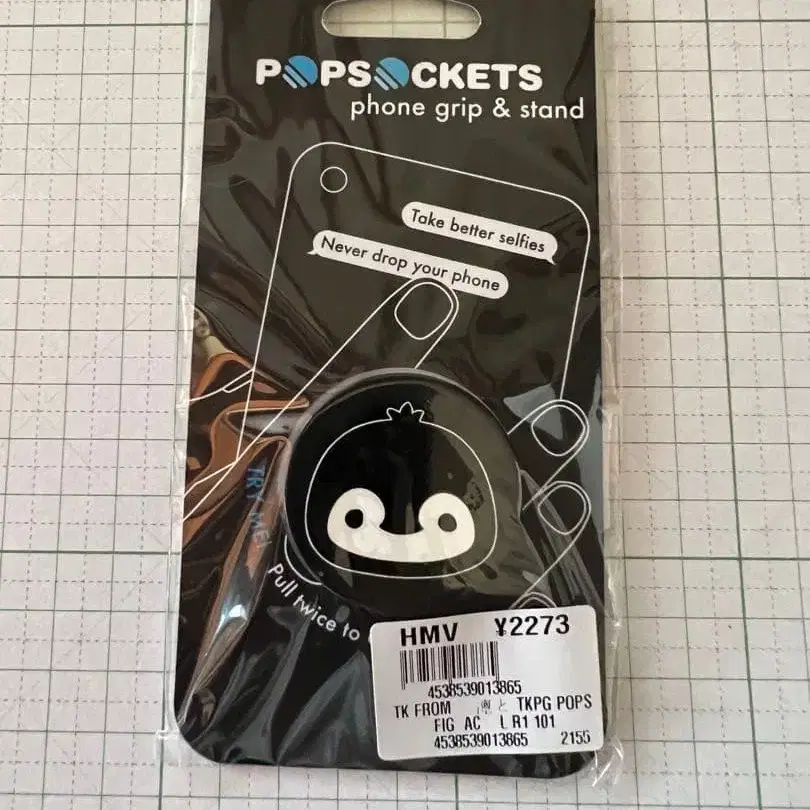 POPSOCKETS
phone grip & stand
Take better selfies
Never drop your phone
TRY ME!
Pull twice to
HMV ¥2273
4538539013865
TK FROM と TKPG POPS
FIG AC L R1 101
4538539013865 2155